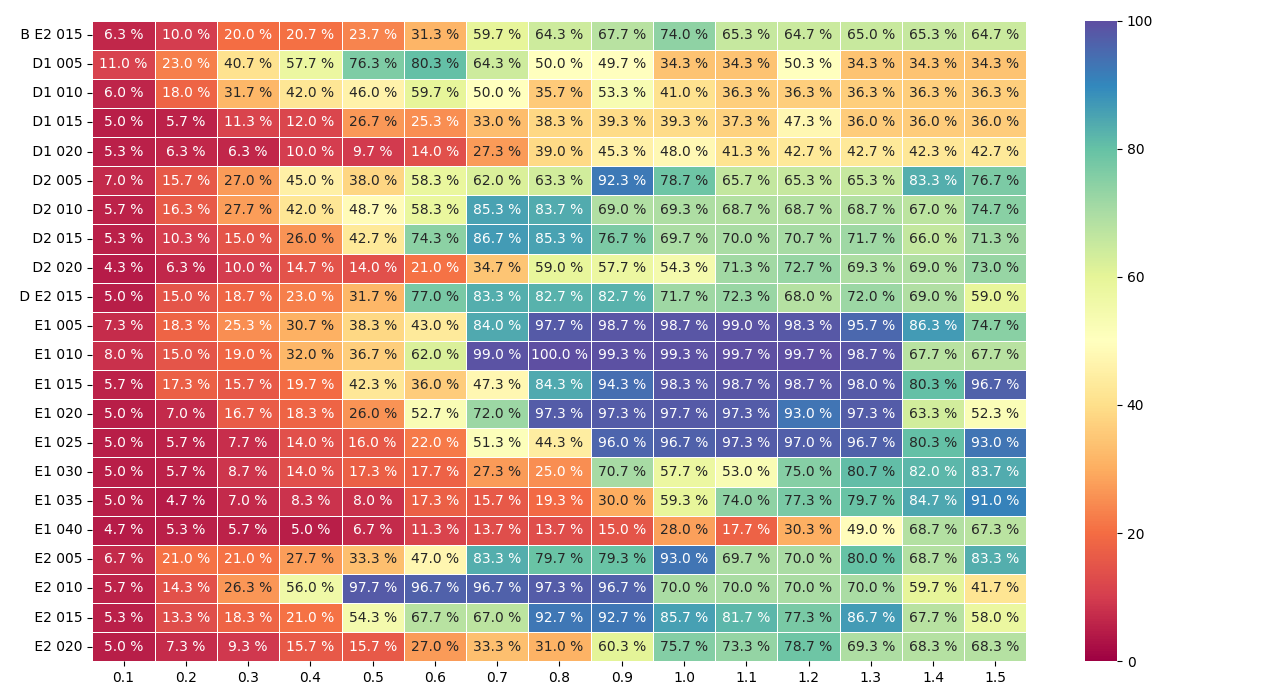 B E2 015 6.3 % 10.0 % 20.0 % 20.7 % 23.7 % 31.3 % 59.7 % 64.3 % 67.7 % 74.0 % 65.3 % 64.7 % 65.0 % 65.3 % 64.7 % 100
D1 005 11.0 % 23.0 % 40.7 % 57.7 % 76.3 % 80.3 % 64.3 % 50.0 % 49.7 % 34.3 % 34.3 % 50.3 % 34.3 % 34.3 % 34.3 %
D1 010 6.0 % 18.0 % 31.7 % 42.0 % 46.0 % 59.7 % 50.0 % 35.7 % 53.3 % 41.0 % 36.3 % 36.3 % 36.3 % 36.3 % 36.3 %
D1 015 5.0 % 5.7 % 11.3 % 12.0 % 26.7 % 25.3 % 33.0 % 38.3 % 39.3 % 39.3 % 37.3 % 47.3 % 36.0 % 36.0 % 36.0 %
D1 020 5.3 % 6.3 % 6.3 % 10.0 % 9.7 % 14.0 % 27.3 % 39.0 % 45.3 % 48.0 % 41.3 % 42.7 % 42.7 % 42.3 % 42.7 % 80
D2 005 7.0 % 15.7 % 27.0 % 45.0 % 38.0 % 58.3 % 62.0 % 63.3 % 92.3 % 78.7 % 65.7 % 65.3 % 65.3 % 83.3 % 76.7 %
D2 010 5.7 % 16.3 % 27.7 % 42.0 % 48.7 % 58.3 % 85.3 % 83.7 % 69.0 % 69.3 % 68.7 % 68.7 % 68.7 % 67.0 % 74.7 %
D2 015 5.3 % 10.3 % 15.0 % 26.0 % 42.7 % 74.3 % 86.7 % 85.3 % 76.7 % 69.7 % 70.0 % 70.7 % 71.7 % 66.0 % 71.3 %
D2 020 4.3 % 6.3 % 10.0 % 14.7 % 14.0 % 21.0 % 34.7 % 59.0 % 57.7 % 54.3 % 71.3 % 72.7 % 69.3 % 69.0 % 73.0 % 60
D E2 015 5.0 % 15.0 % 18.7 % 23.0 % 31.7 % 77.0 % 83.3 % 82.7 % 82.7 % 71.7 % 72.3 % 68.0 % 72.0 % 69.0 % 59.0 %
E1 005 7.3 % 18.3 % 25.3 % 30.7 % 38.3 % 43.0 % 84.0 % 97.7 % 98.7 % 98.7 % 99.0 % 98.3 % 95.7 % 86.3 % 74.7 %
E1 010 8.0 % 15.0 % 19.0 % 32.0 % 36.7 % 62.0 % 99.0 % 100.0 % 99.3 % 99.3 % 99.7 % 99.7 % 98.7 % 67.7 % 67.7 %
E1 015 5.7 % 17.3 % 15.7 % 19.7 % 42.3 % 36.0 % 47.3 % 84.3 % 94.3 % 98.3 % 98.7 % 98.7 % 98.0 % 80.3 % 96.7 %
E1 020 5.0 % 7.0 % 16.7 % 18.3 % 26.0 % 52.7 % 72.0 % 97.3 % 97.3 % 97.7 % 97.3 % 93.0 % 97.3 % 63.3 % 52.3 % 40
E1 025 5.0 % 5.7 % 7.7 % 14.0 % 16.0 % 22.0 % 51.3 % 44.3 % 96.0 % 96.7 % 97.3 % 97.0 % 96.7 % 80.3 % 93.0 %
E1 030 5.0 % 5.7 % 8.7 % 14.0 % 17.3 % 17.7 % 27.3 % 25.0 % 70.7 % 57.7 % 53.0 % 75.0 % 80.7 % 82.0 % 83.7 %
E1 035 5.0 % 4.7 % 7.0 % 8.3 % 8.0 % 17.3 % 15.7 % 19.3 % 30.0 % 59.3 % 74.0 % 77.3 % 79.7 % 84.7 % 91.0 %
E1 040 4.7 % 5.3 % 5.7 % 5.0 % 6.7 % 11.3 % 13.7 % 13.7 % 15.0 % 28.0 % 17.7 % 30.3 % 49.0 % 68.7 % 67.3 % 20
E2 005 6.7 % 21.0 % 21.0 % 27.7 % 33.3 % 47.0 % 83.3 % 79.7 % 79.3 % 93.0 % 69.7 % 70.0 % 80.0 % 68.7 % 83.3 %
E2 010 5.7 % 14.3 % 26.3 % 56.0 % 97.7 % 96.7 % 96.7 % 97.3 % 96.7 % 70.0 % 70.0 % 70.0 % 70.0 % 59.7 % 41.7 %
E2 015 5.3 % 13.3 % 18.3 % 21.0 % 54.3 % 67.7 % 67.0 % 92.7 % 92.7 % 85.7 % 81.7 % 77.3 % 86.7 % 67.7 % 58.0 %
E2 020 5.0 % 7.3 % 9.3 % 15.7 % 15.7 % 27.0 % 33.3 % 31.0 % 60.3 % 75.7 % 73.3 % 78.7 % 69.3 % 68.3 % 68.3 % 0
0.1 0.2 0.3 0.4 0.5 0.6 0.7 0.8 0.9 1.0 1.1 1.2 1.3 1.4 1.5